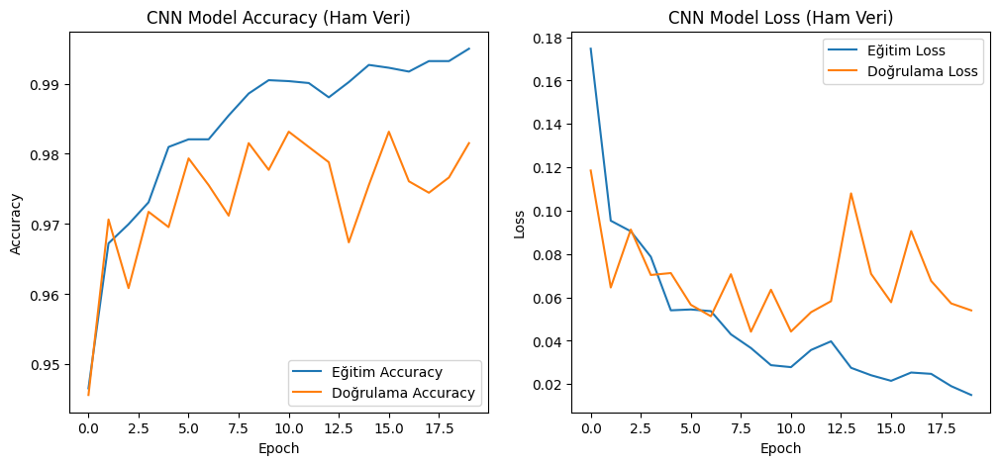 CNN Model Accuracy (Ham Veri)
Accuracy
0.99
0.98
0.97
0.96
0.95
0.0 2.5 5.0 7.5 10.0 12.5 15.0 17.5
Epoch
Eğitim Accuracy
Doğrulama Accuracy
CNN Model Loss (Ham Veri)
Loss
0.18
0.16
0.14
0.12
0.10
0.08
0.06
0.04
0.02
0.0 2.5 5.0 7.5 10.0 12.5 15.0 17.5
Epoch
Eğitim Loss
Doğrulama Loss